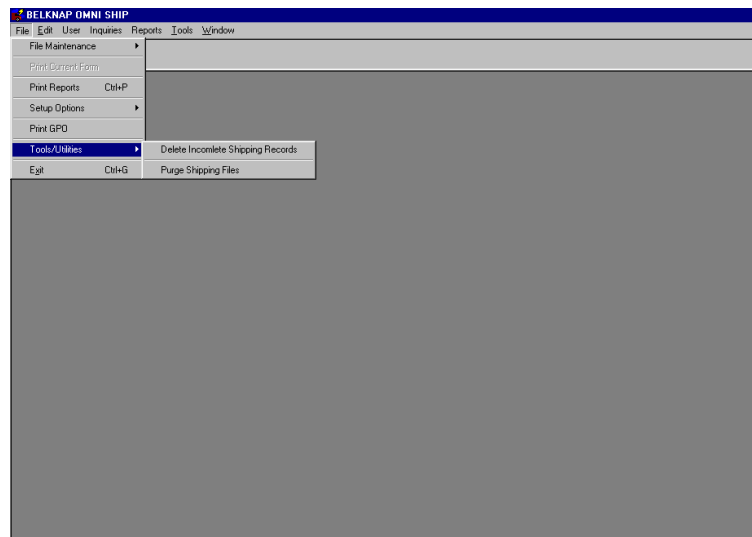 BELKNAP OMNI SHIP
File Edit User Inquiries Reports Tools Window
File Maintenance
Print Current Form
Print Reports Ctrl+P
Setup Options
Print GPO
Tools/Utilities
Delete Incomlete Shipping Records
Exit Ctrl+G
Purge Shipping Files